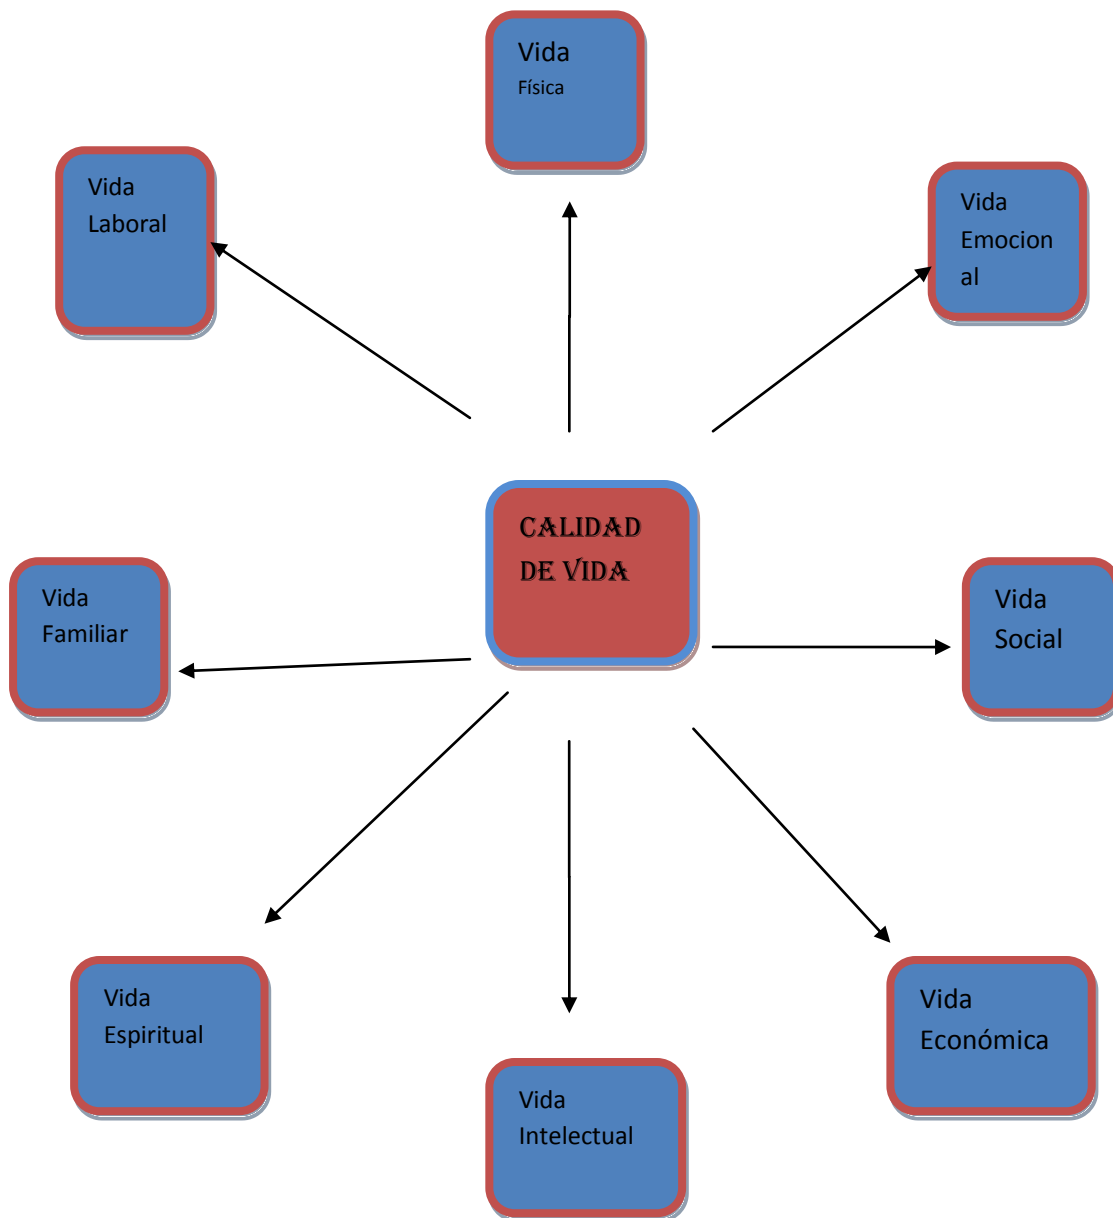 Vida
Física
Vida
Laboral
Vida
Emocion
al
CALIDAD
DE VIDA
Vida
Familiar
Vida
Social
Vida
Espiritual
Vida
Económica
Vida
Intelectual